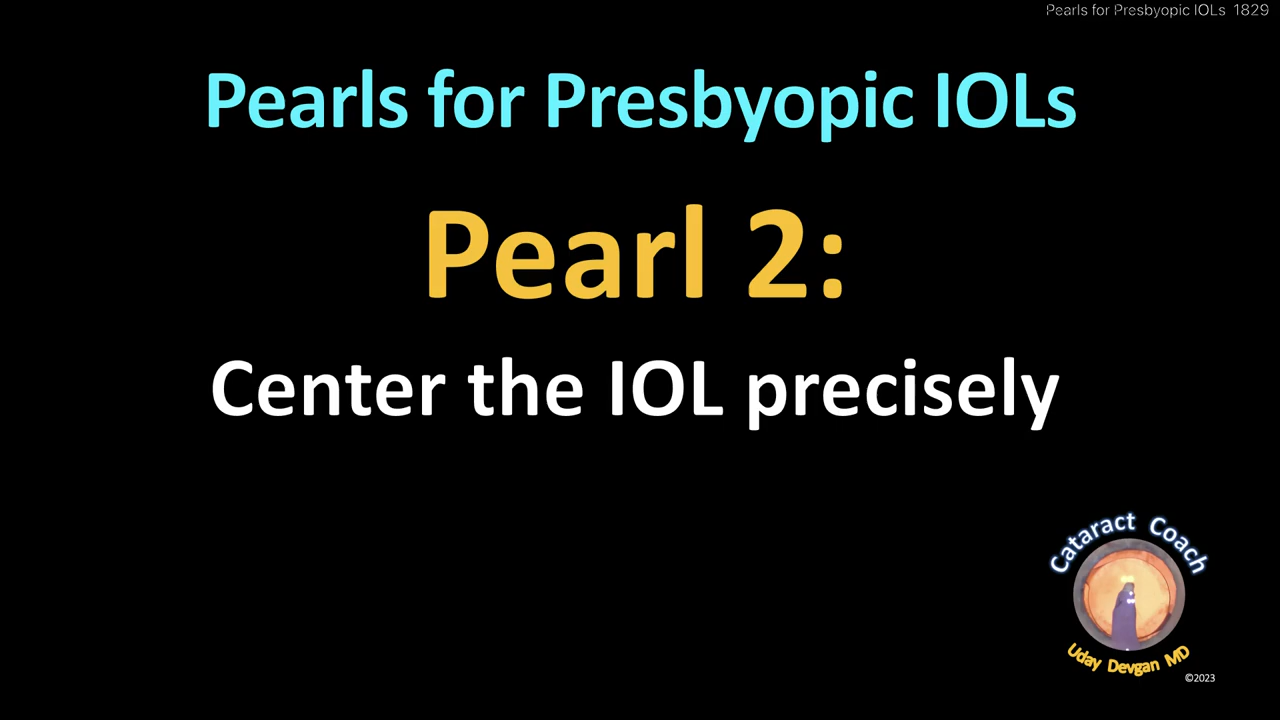 Pearls for Presbyopic IOLs 1829
Pearls for Presbyopic IOLs
Pearl 2:
Center the IOL precisely
Cataract Coach
Uday Devgan MD
©2023